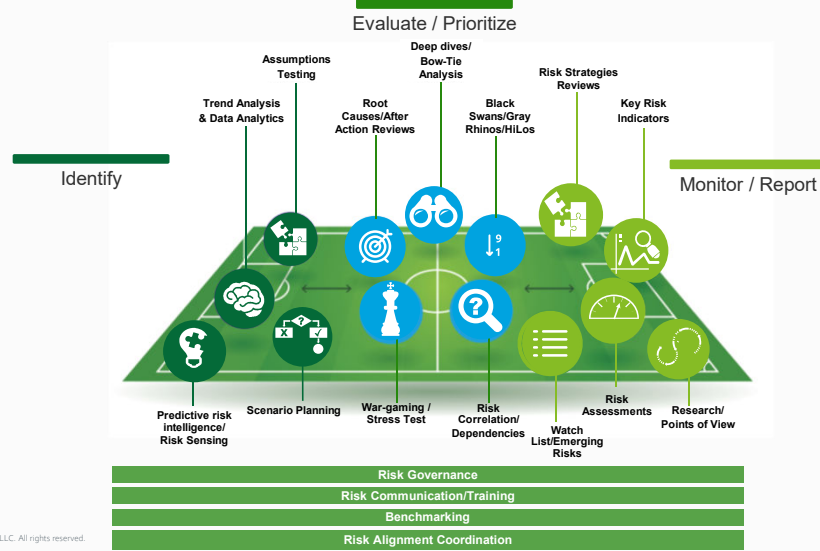 Evaluate / Prioritize
Deep dives/
Bow-Tie
Analysis
Assumptions
Testing
Risk Strategies
Reviews
Trend Analysis
& Data Analytics
Root
Causes/After
Action Reviews
Black
Swans/Gray
Rhinos/HiLos
Key Risk
Indicators
Identify
Monitor / Report
9
1
?
?
X
✓
Predictive risk
intelligence/
Risk Sensing
Scenario Planning
War-gaming /
Stress Test
Risk
Correlation/
Dependencies
Watch
List/Emerging
Risks
Risk
Assessments
Research/
Points of View
Risk Governance
Risk Communication/Training
Benchmarking
Risk Alignment Coordination
LLC. All rights reserved.